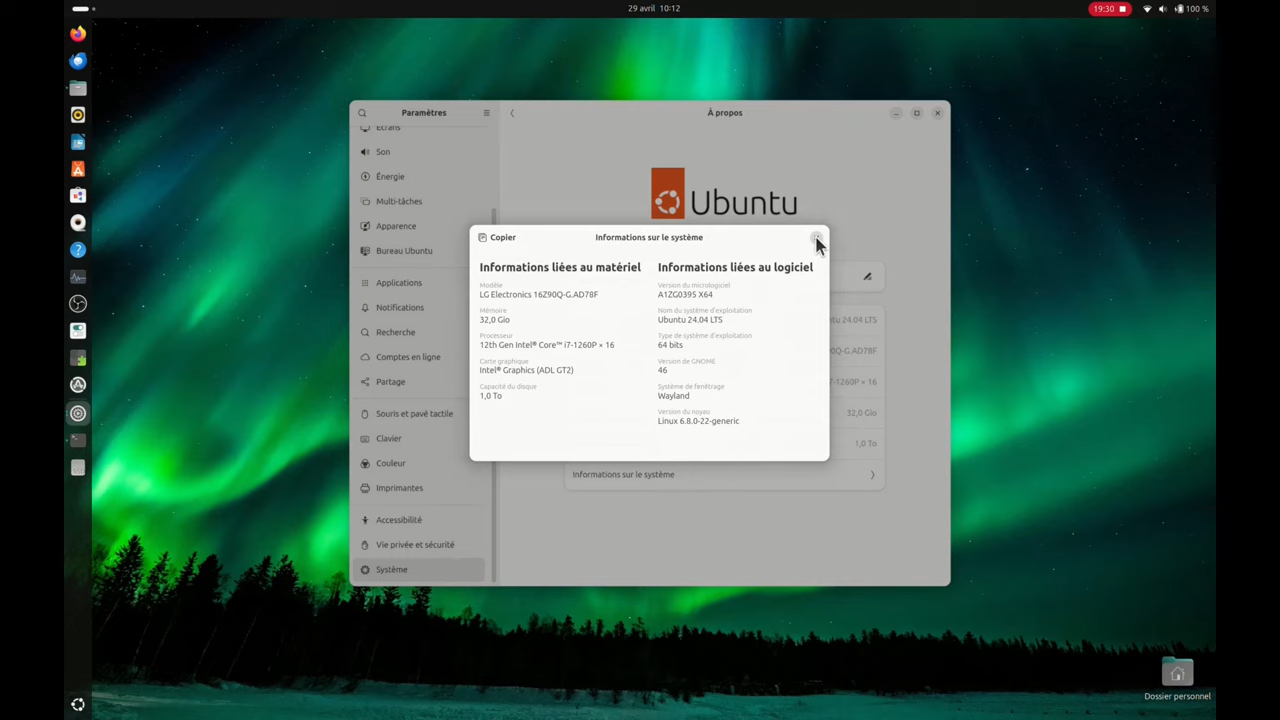 29 avril 10:12
19:30
100 %
Paramètres
À propos
Écrans
Son
Énergie
Multi-tâches
Apparence
Bureau Ubuntu
Applications
Notifications
Recherche
Comptes en ligne
Partage
Souris et pavé tactile
Clavier
Couleur
Imprimantes
Accessibilité
Vie privée et sécurité
Système
Ubuntu
Copier
Informations sur le système
Informations liées au matériel
Modèle
LG Electronics 16Z90Q-G.AD78F
Mémoire
32,0 Gio
Processeur
12th Gen Intel® Core™ i7-1260P × 16
Carte graphique
Intel® Graphics (ADL GT2)
Capacité du disque
1,0 To
Informations liées au logiciel
Version du micrologiciel
A1ZG0395 X64
Nom du système d'exploitation
Ubuntu 24.04 LTS
Type de système d'exploitation
64 bits
Version de GNOME
46
Système de fenêtrage
Wayland
Version du noyau
Linux 6.8.0-22-generic
ntu 24.04 LTS
Q-G.AD78F
7-1260P × 16
32,0 Gio
1,0 To
Informations sur le système
Dossier personnel